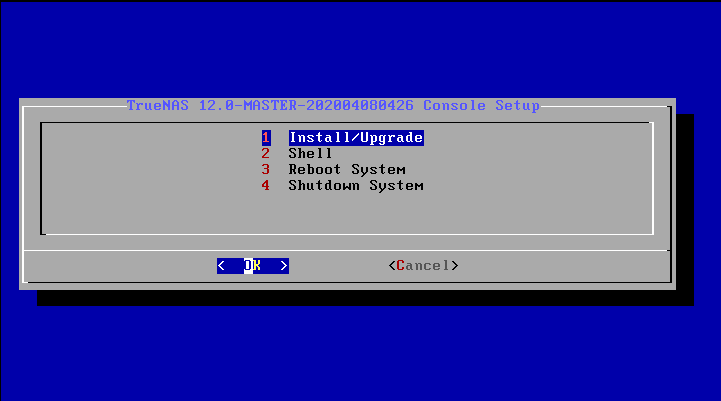 TrueNAS 12.0-MASTER-202004080426 Console Setup
1 Install/Upgrade
2 Shell
3 Reboot System
4 Shutdown System
< OK > <Cancel>